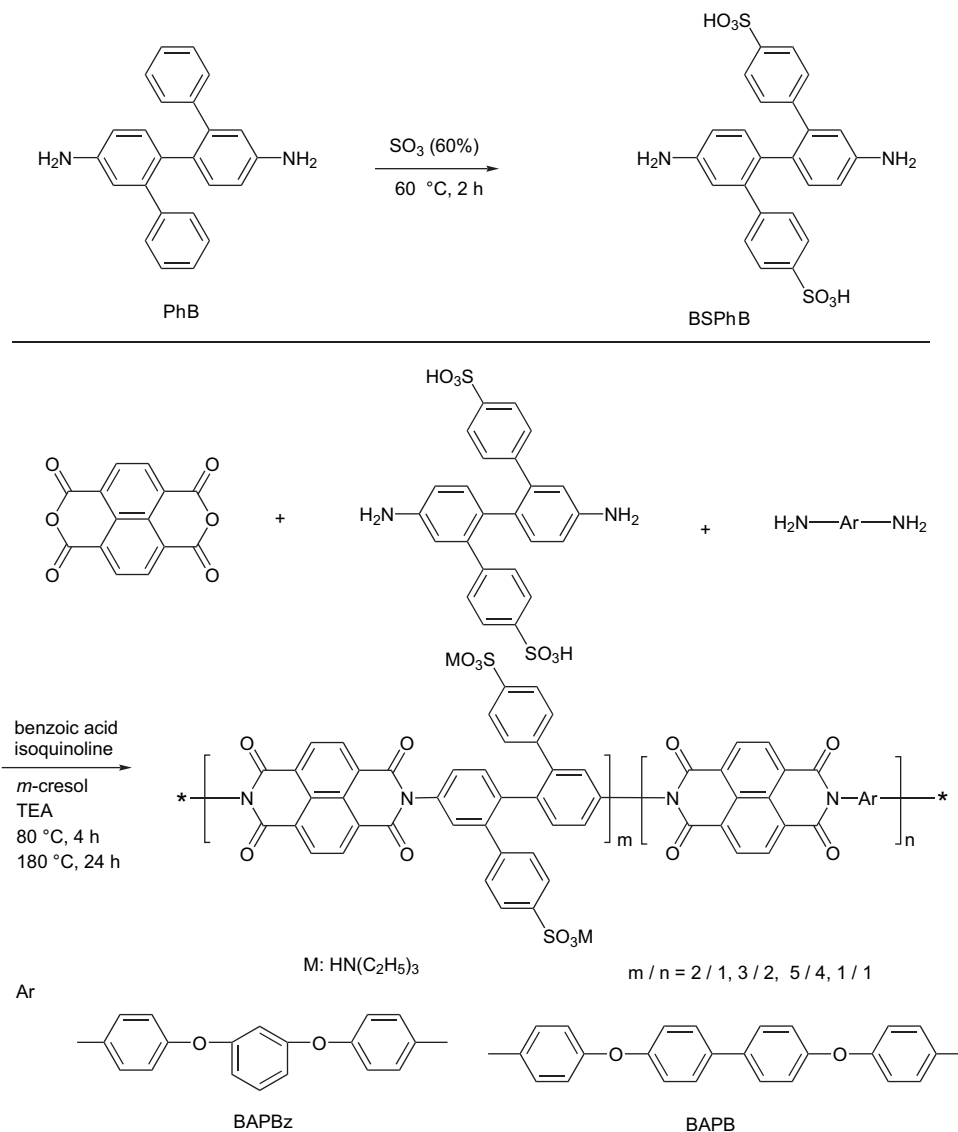 HO₃S
H₂N
NH₂
SO₃ (60%)
60 °C, 2 h
H₂N
NH₂
SO₃H
PhB
BSPhB
HO₃S
O O
O O
O O
+
H₂N
NH₂
+
H₂N Ar NH₂
SO₃H
MO₃S
benzoic acid
isoquinoline
m-cresol
TEA
80 °C, 4 h
180 °C, 24 h
O O
O O
* N N
N N Ar *
O O
O O
m
n
SO₃M
M: HN(C₂H₅)₃
m / n = 2 / 1, 3 / 2, 5 / 4, 1 / 1
Ar
O O
O O
BAPBz
BAPB